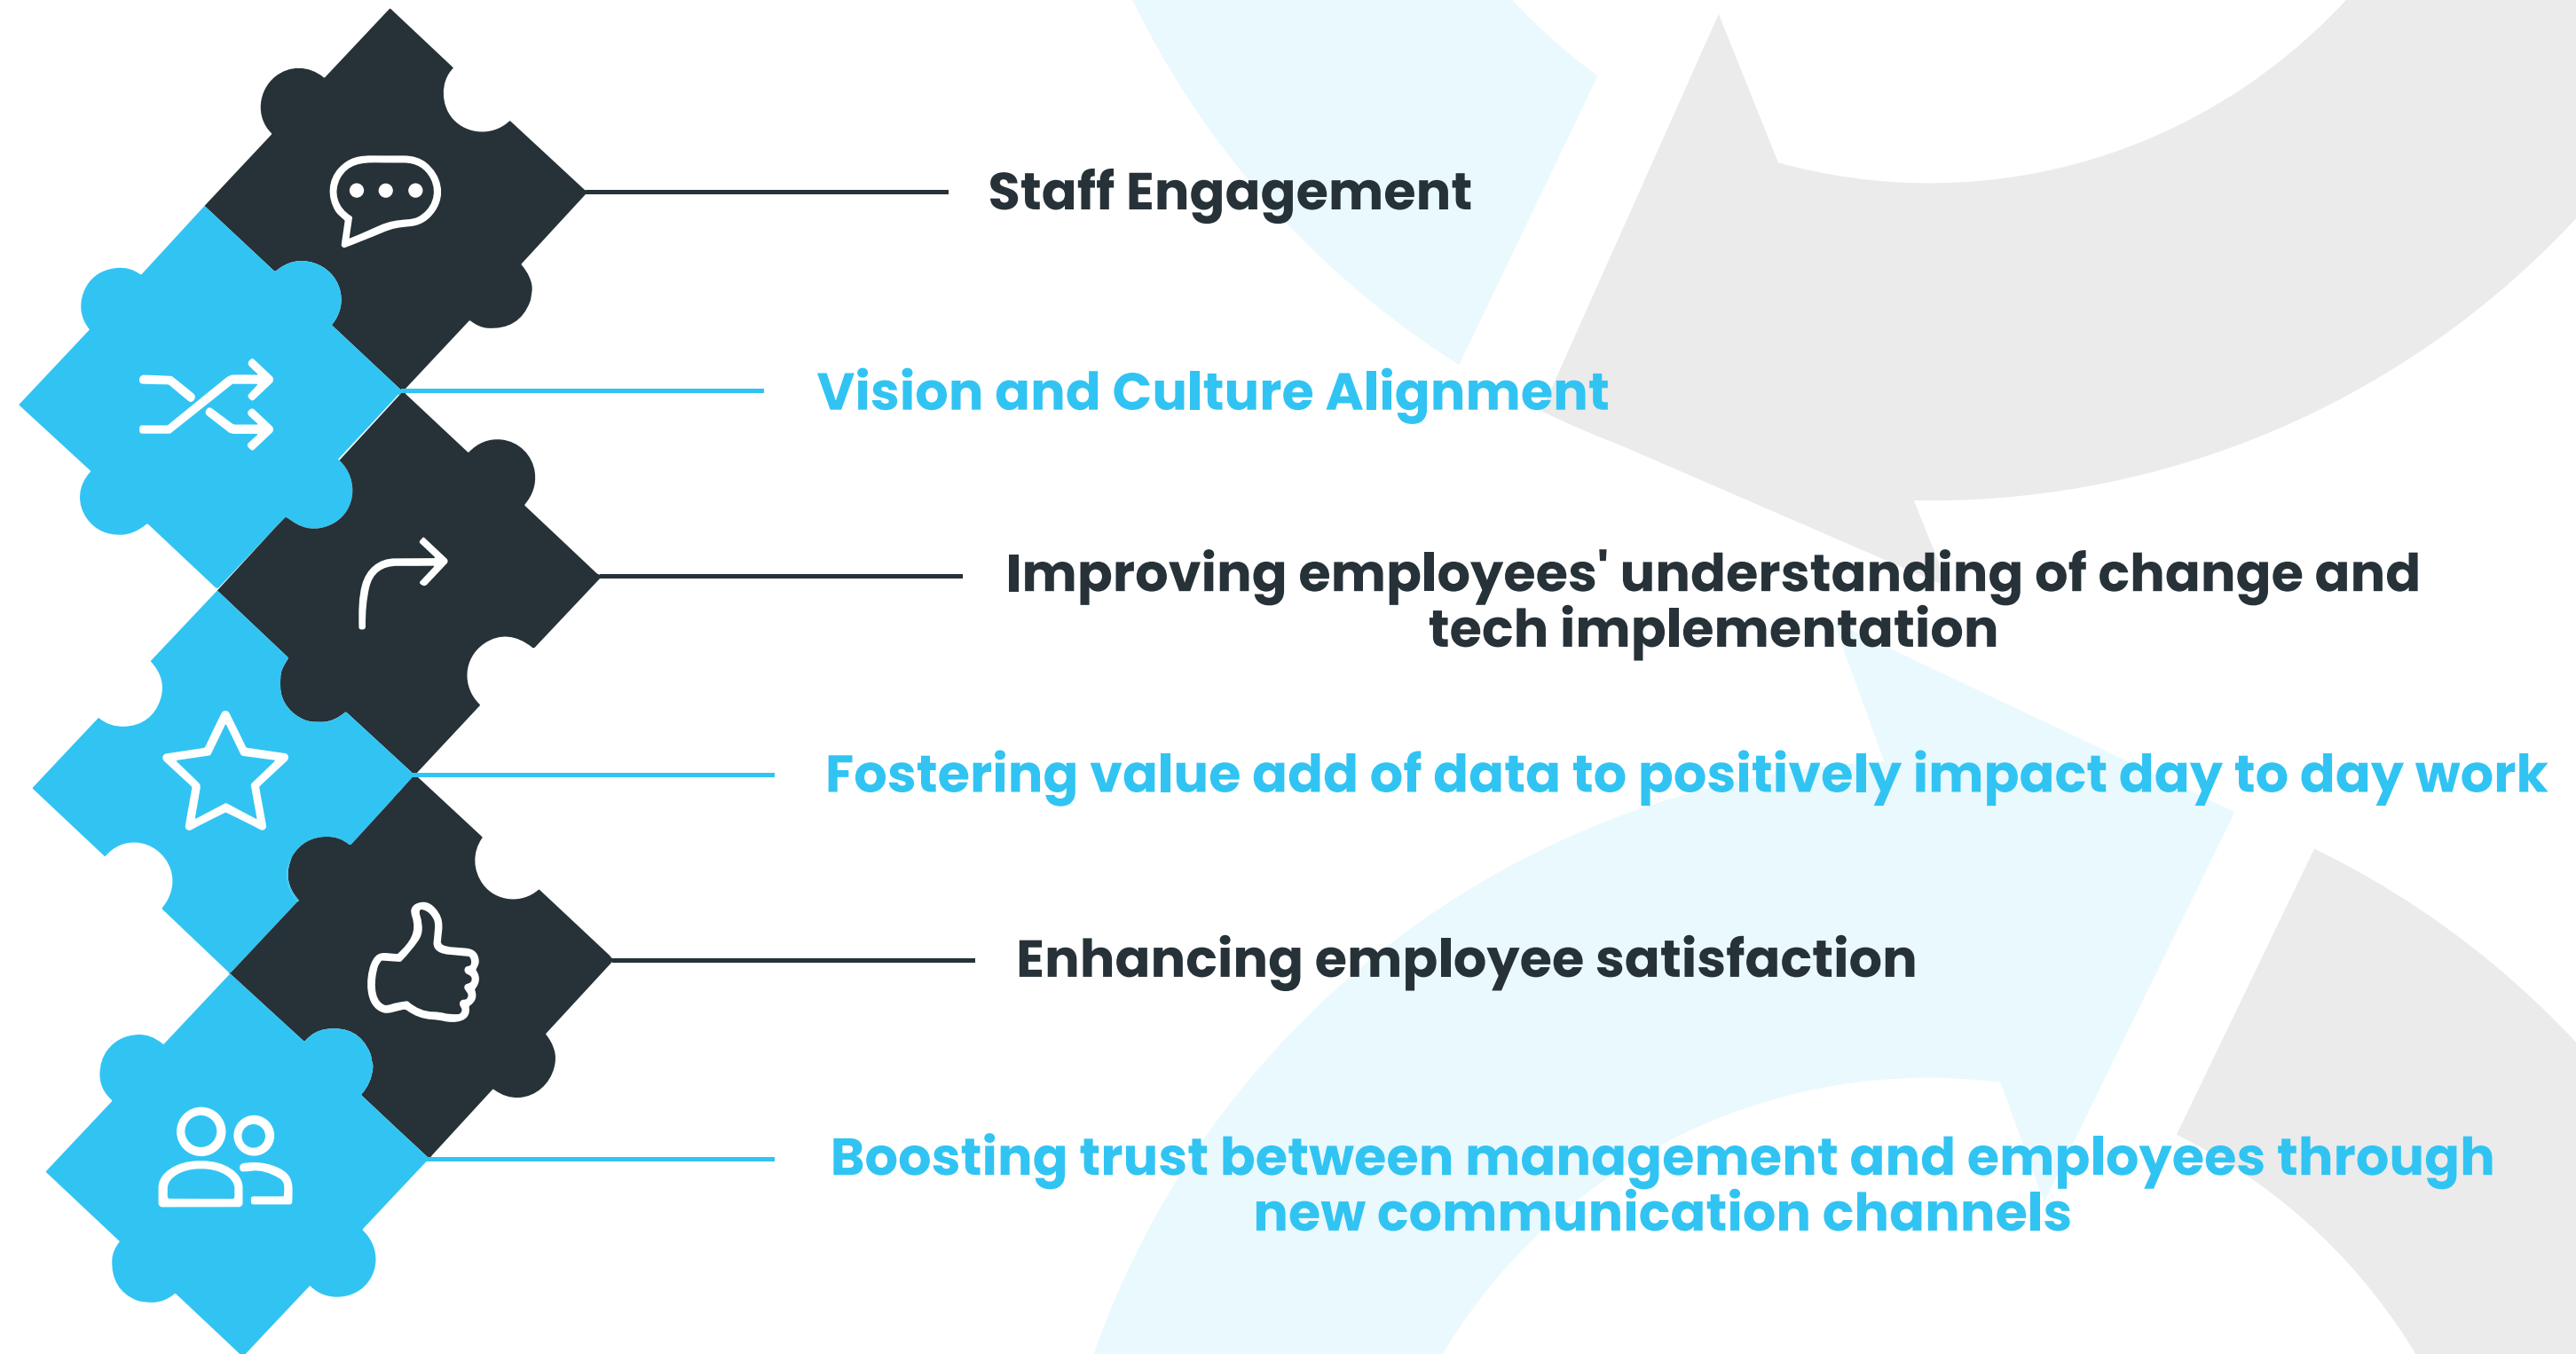 Staff Engagement
Vision and Culture Alignment
Improving employees' understanding of change and
tech implementation
Fostering value add of data to positively impact day to day work
Enhancing employee satisfaction
Boosting trust between management and employees through
new communication channels